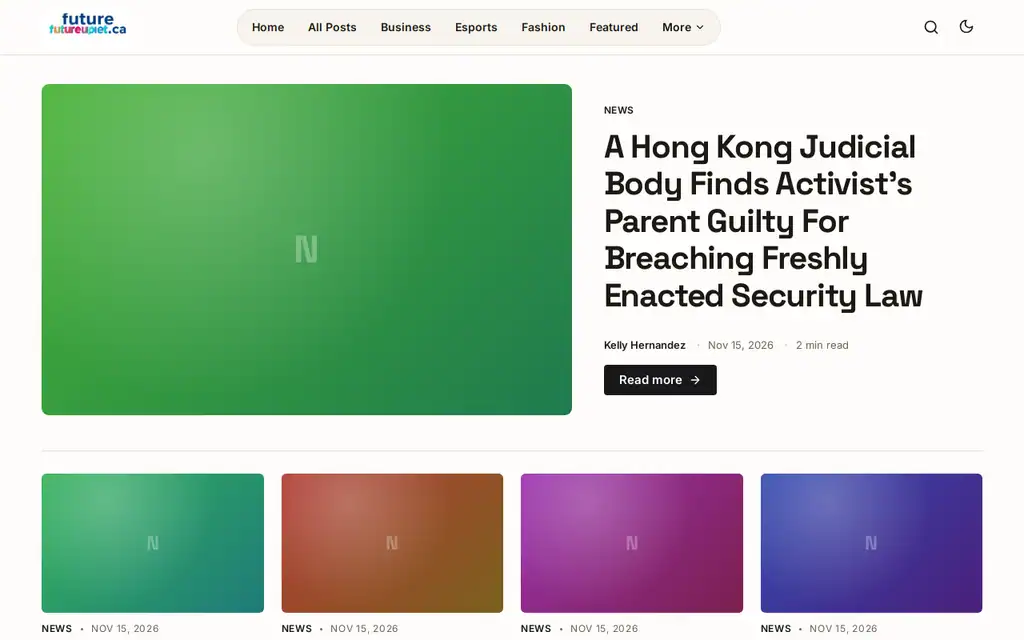 future
futureupiet.ca
Home
All Posts
Business
Esports
Fashion
Featured
More
N
NEWS
A Hong Kong Judicial
Body Finds Activist's
Parent Guilty For
Breaching Freshly
Enacted Security Law
Kelly Hernandez · Nov 15, 2026 · 2 min read
Read more →
N
N
N
N
NEWS • NOV 15, 2026
NEWS • NOV 15, 2026
NEWS • NOV 15, 2026
NEWS • NOV 15, 2026